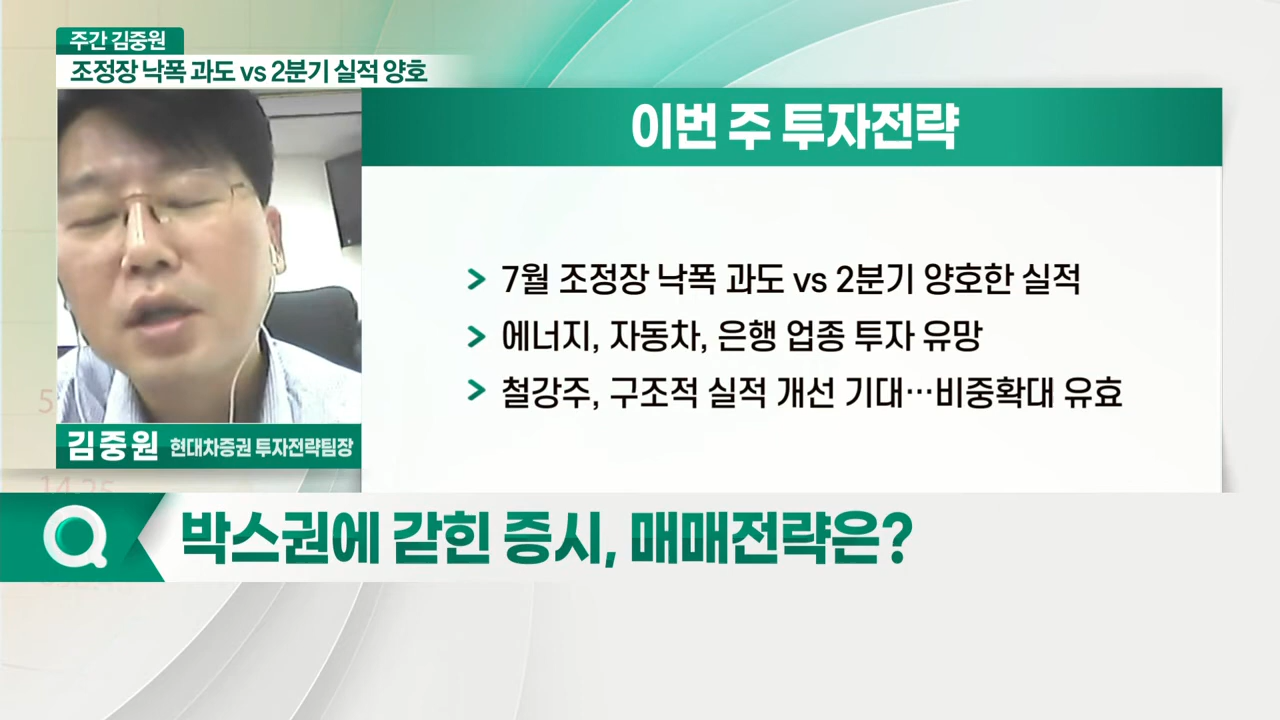 주간 김중원
조정장 낙폭 과도 vs 2분기 실적 양호
이번 주 투자전략
> 7월 조정장 낙폭 과도 vs 2분기 양호한 실적
> 에너지, 자동차, 은행 업종 투자 유망
> 철강주, 구조적 실적 개선 기대…비중확대 유효
김중원 현대차증권 투자전략팀장
Q 박스권에 갇힌 증시, 매매전략은?